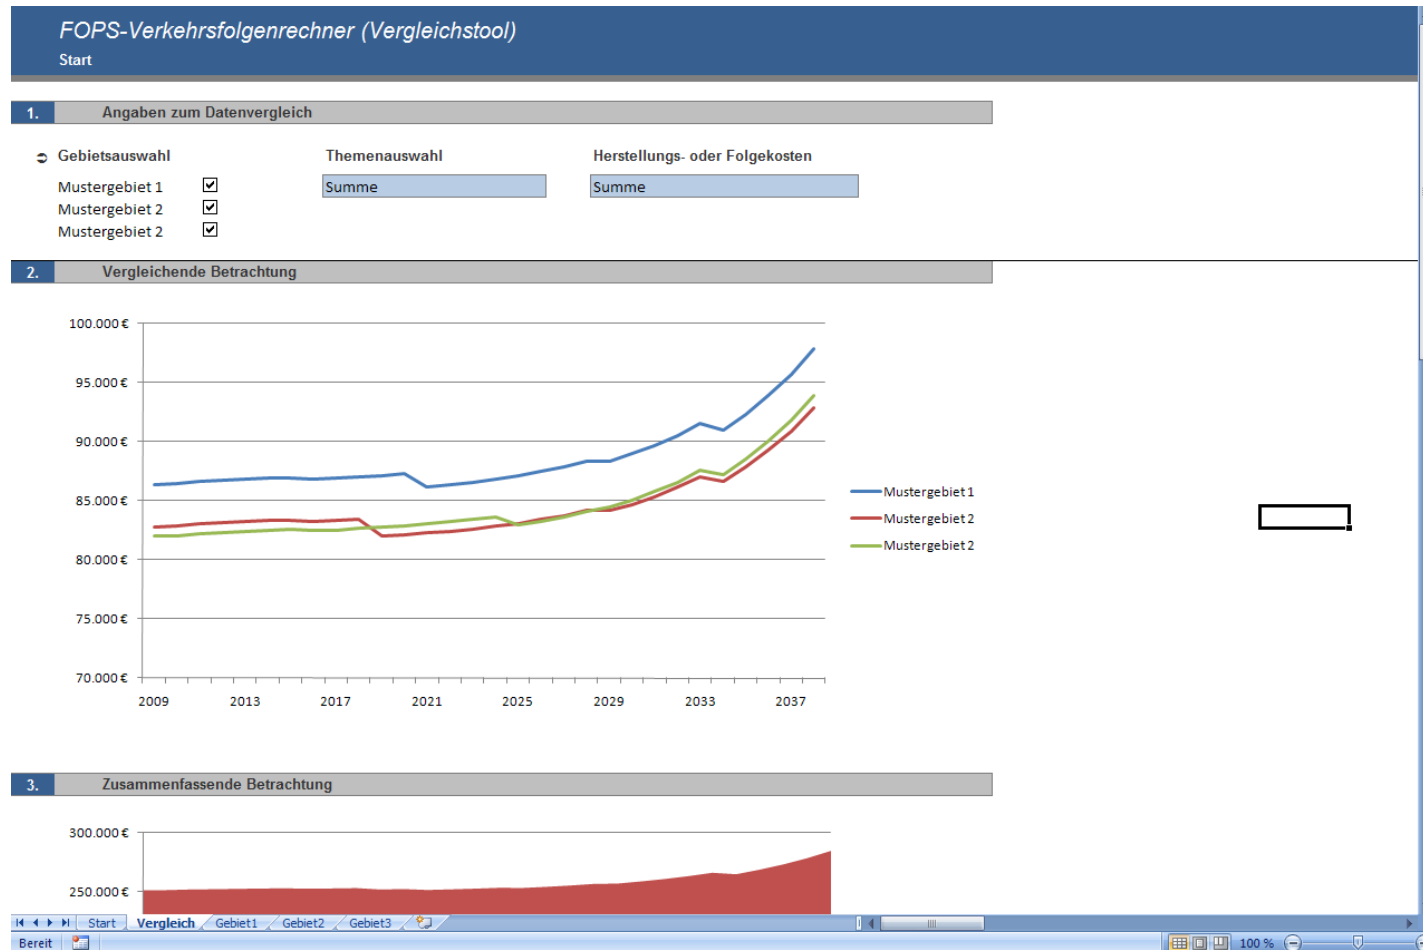 FOPS-Verkehrsfolgenrechner (Vergleichstool)
Start
1. Angaben zum Datenvergleich
Gebietsauswahl Themenauswahl Herstellungs- oder Folgekosten
Mustergebiet 1 Summe Summe
Mustergebiet 2
Mustergebiet 2
2. Vergleichende Betrachtung
100.000 €
95.000 €
90.000 €
85.000 €
80.000 €
75.000 €
70.000 €
2009 2013 2017 2021 2025 2029 2033 2037
Mustergebiet 1
Mustergebiet 2
Mustergebiet 2
3. Zusammenfassende Betrachtung
300.000 €
250.000 €
Start Vergleich Gebiet1 Gebiet2 Gebiet3
Bereit 100 %